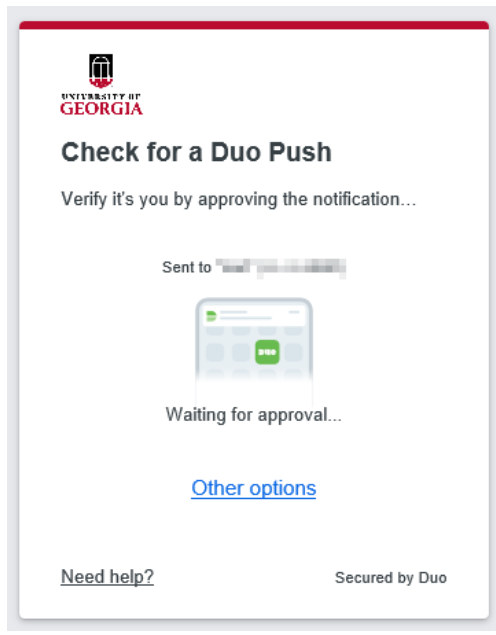 UNIVERSITY OF
GEORGIA
Check for a Duo Push
Verify it's you by approving the notification...
Sent to
DUO
Waiting for approval...
Other options
Need help?
Secured by Duo